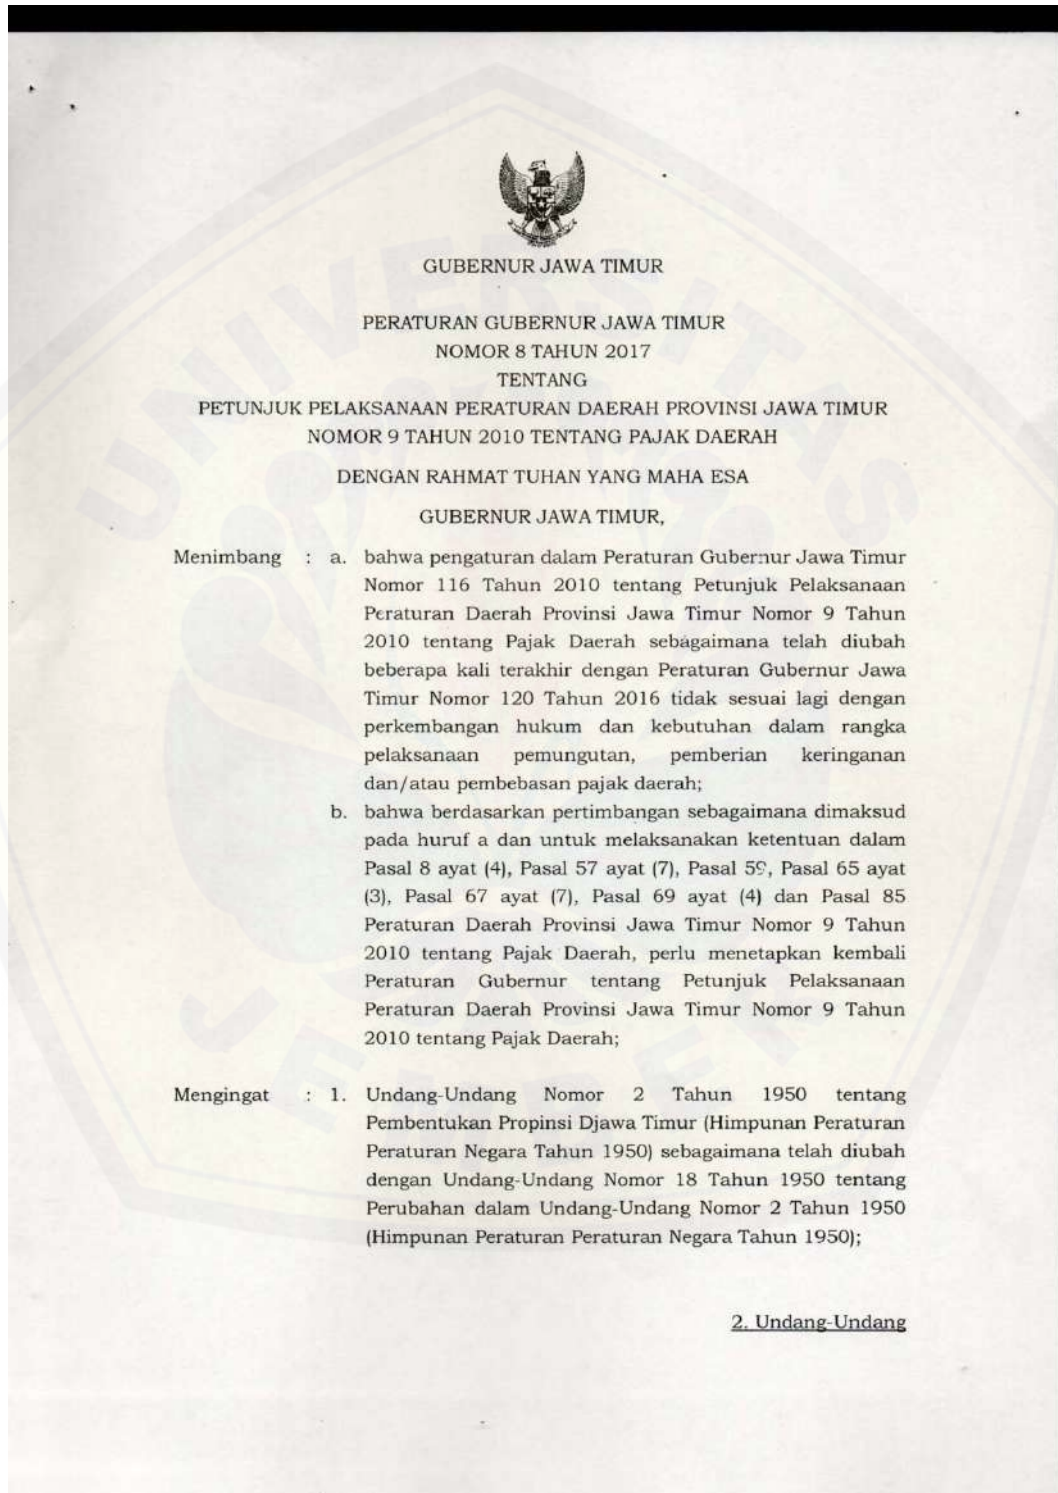 GUBERNUR JAWA TIMUR
PERATURAN GUBERNUR JAWA TIMUR
NOMOR 8 TAHUN 2017
TENTANG
PETUNJUK PELAKSANAAN PERATURAN DAERAH PROVINSI JAWA TIMUR
NOMOR 9 TAHUN 2010 TENTANG PAJAK DAERAH
DENGAN RAHMAT TUHAN YANG MAHA ESA
GUBERNUR JAWA TIMUR,
Menimbang : a. bahwa pengaturan dalam Peraturan Gubernur Jawa Timur
Nomor 116 Tahun 2010 tentang Petunjuk Pelaksanaan
Peraturan Daerah Provinsi Jawa Timur Nomor 9 Tahun
2010 tentang Pajak Daerah sebagaimana telah diubah
beberapa kali terakhir dengan Peraturan Gubernur Jawa
Timur Nomor 120 Tahun 2016 tidak sesuai lagi dengan
perkembangan hukum dan kebutuhan dalam rangka
pelaksanaan pemungutan, pemberian keringanan
dan/atau pembebasan pajak daerah;
b. bahwa berdasarkan pertimbangan sebagaimana dimaksud
pada huruf a dan untuk melaksanakan ketentuan dalam
Pasal 8 ayat (4), Pasal 57 ayat (7), Pasal 59, Pasal 65 ayat
(3), Pasal 67 ayat (7), Pasal 69 ayat (4) dan Pasal 85
Peraturan Daerah Provinsi Jawa Timur Nomor 9 Tahun
2010 tentang Pajak Daerah, perlu menetapkan kembali
Peraturan Gubernur tentang Petunjuk Pelaksanaan
Peraturan Daerah Provinsi Jawa Timur Nomor 9 Tahun
2010 tentang Pajak Daerah;
Mengingat : 1. Undang-Undang Nomor 2 Tahun 1950 tentang
Pembentukan Propinsi Djawa Timur (Himpunan Peraturan
Peraturan Negara Tahun 1950) sebagaimana telah diubah
dengan Undang-Undang Nomor 18 Tahun 1950 tentang
Perubahan dalam Undang-Undang Nomor 2 Tahun 1950
(Himpunan Peraturan Peraturan Negara Tahun 1950);
2. Undang-Undang
UNIVERSITAS
JEMBER